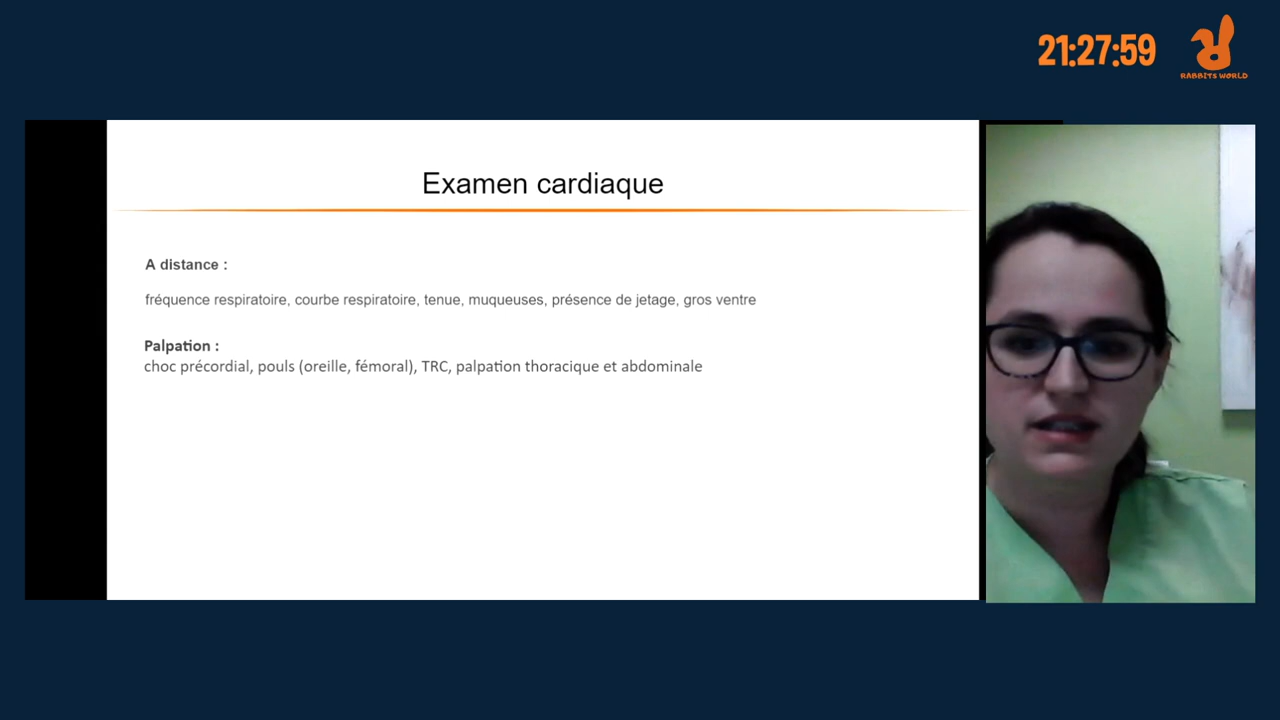 21:27:59
RABBITS WORLD
Examen cardiaque
A distance :
fréquence respiratoire, courbe respiratoire, tenue, muqueuses, présence de jetage, gros ventre
Palpation :
choc précordial, pouls (oreille, fémoral), TRC, palpation thoracique et abdominale